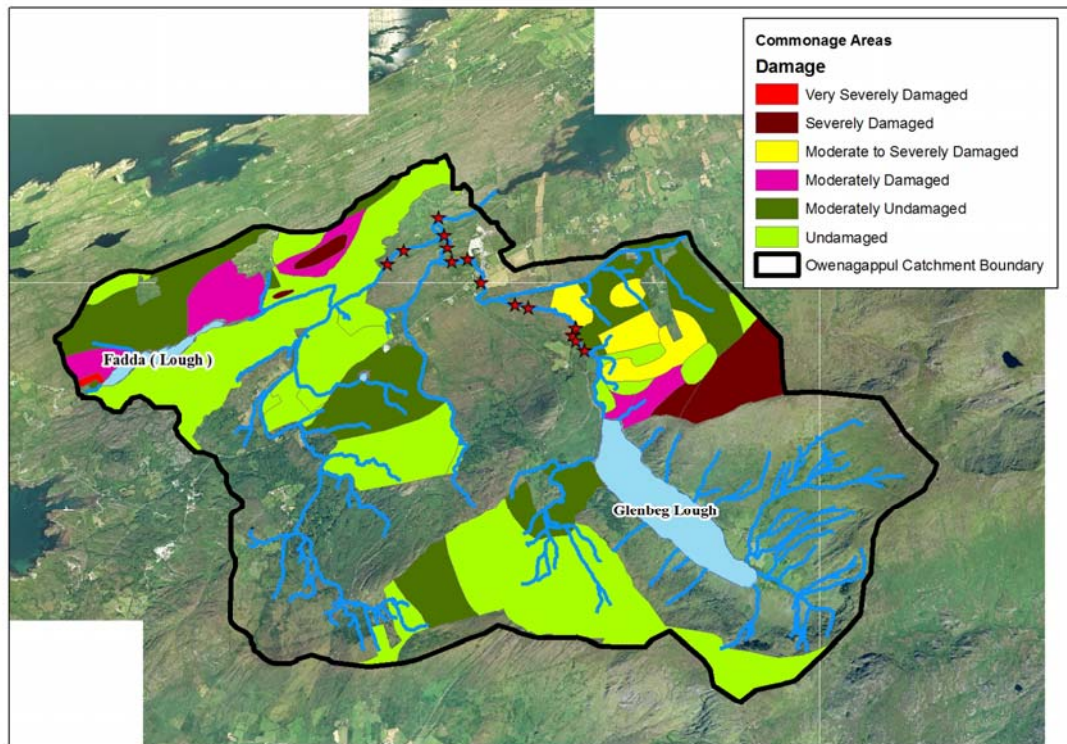 Commonage Areas
Damage
Very Severely Damaged
Severely Damaged
Moderate to Severely Damaged
Moderately Damaged
Moderately Undamaged
Undamaged
Owenagappul Catchment Boundary
Fadda ( Lough )
Glenbeg Lough